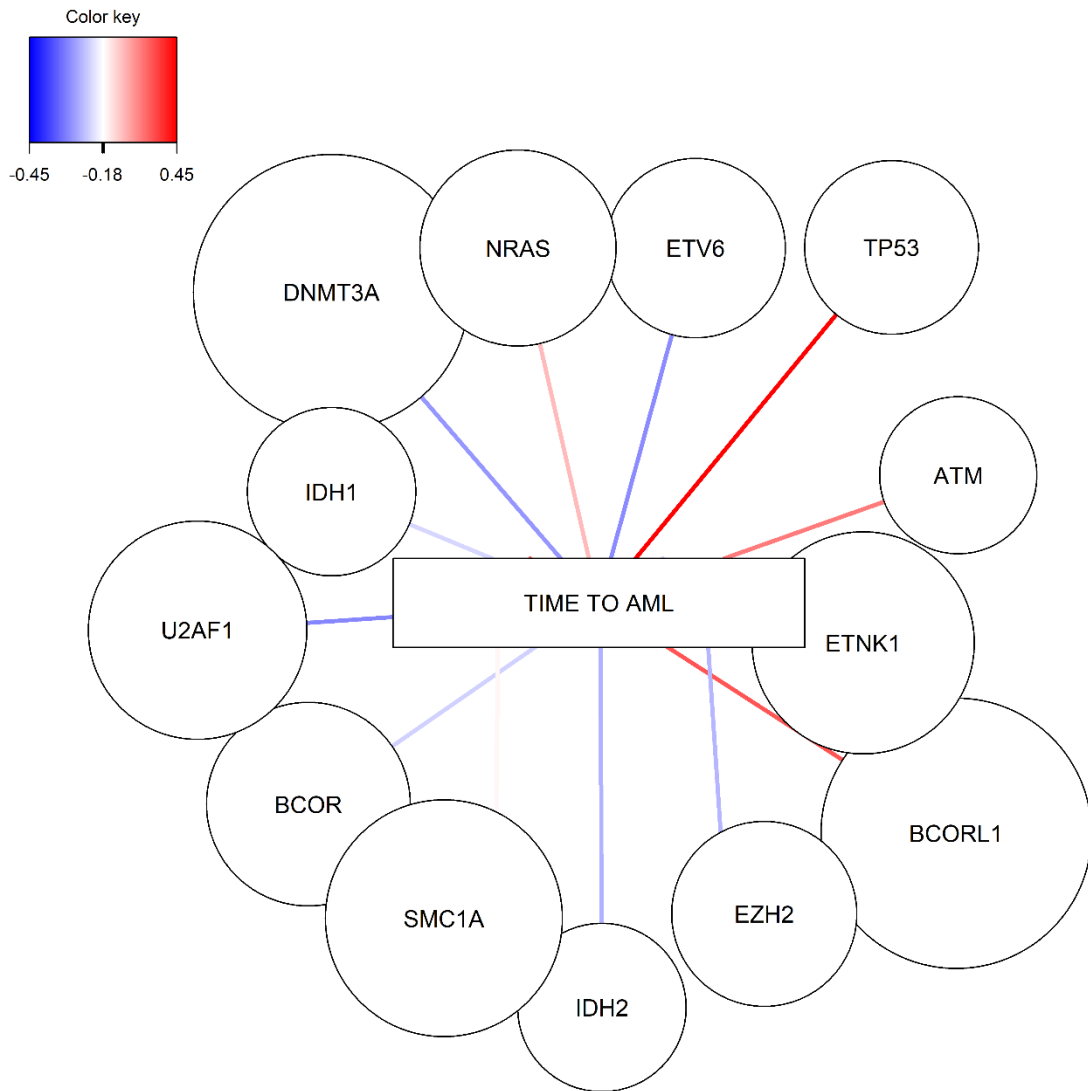 Color key
-0.45 -0.18 0.45
NRAS ETV6 TP53
DNMT3A
ATM
IDH1
TIME TO AML
U2AF1 ETNK1
BCOR
BCORL1
SMC1A EZH2
IDH2